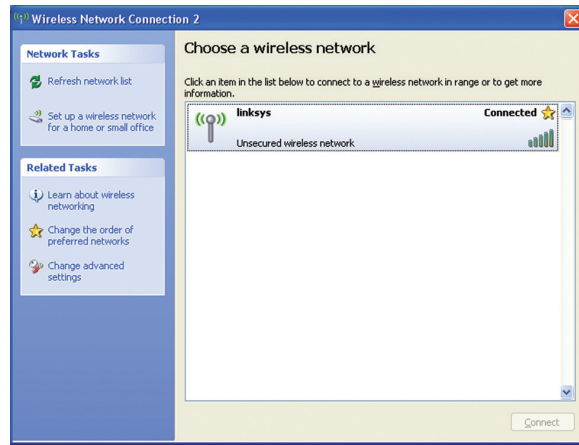 Wireless Network Connection 2
Network Tasks
Refresh network list
Set up a wireless network
for a home or small office
Related Tasks
Learn about wireless
networking
Change the order of
preferred networks
Change advanced
settings
Choose a wireless network
Click an item in the list below to connect to a wireless network in range or to get more
information.
linksys
Connected
Unsecured wireless network
Connect